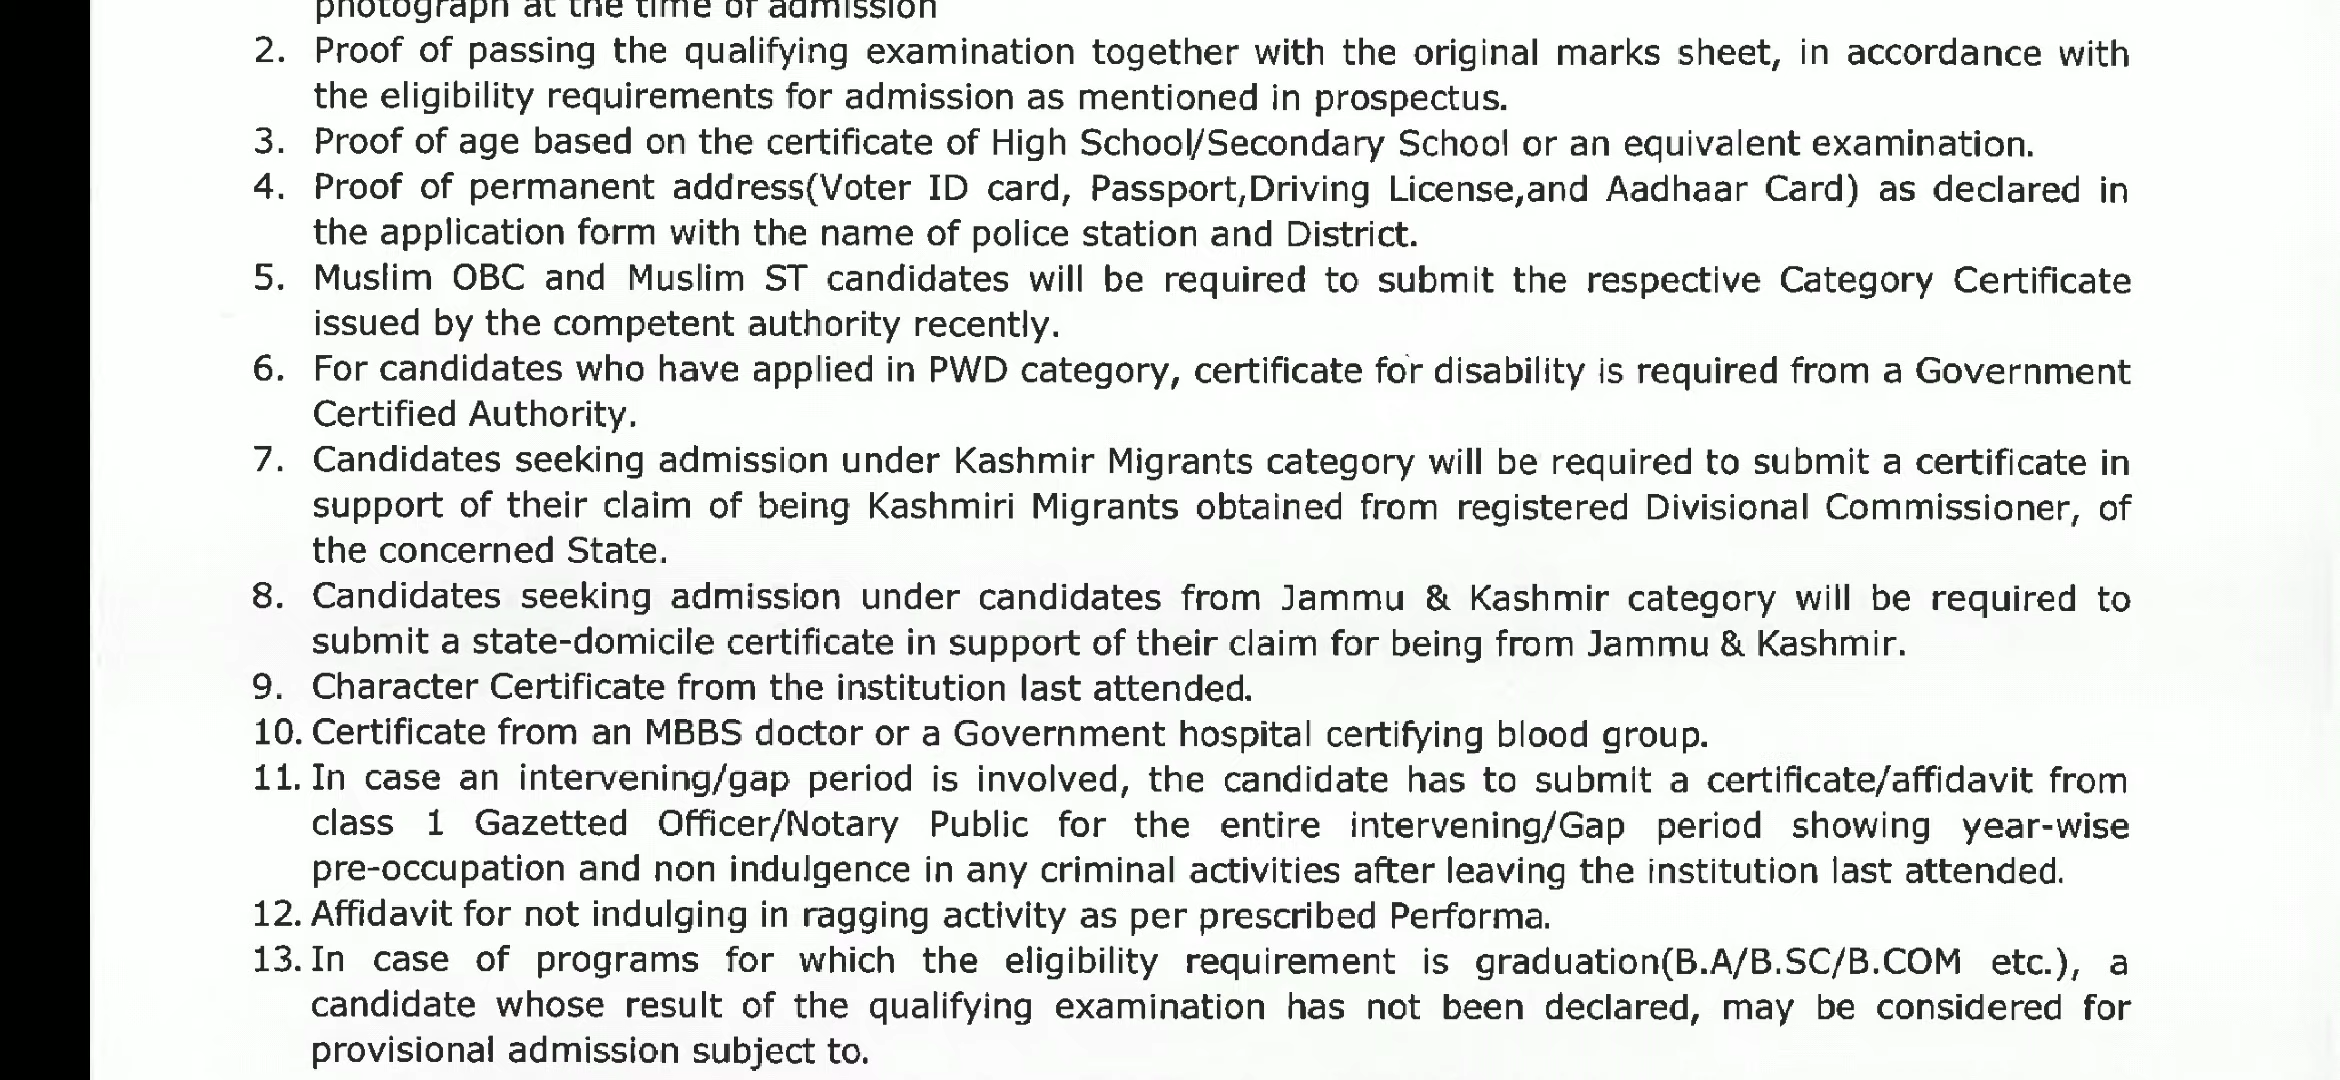 photograph at the time of admission
2. Proof of passing the qualifying examination together with the original marks sheet, in accordance with
the eligibility requirements for admission as mentioned in prospectus.
3. Proof of age based on the certificate of High School/Secondary School or an equivalent examination.
4. Proof of permanent address(Voter ID card, Passport,Driving License,and Aadhaar Card) as declared in
the application form with the name of police station and District.
5. Muslim OBC and Muslim ST candidates will be required to submit the respective Category Certificate
issued by the competent authority recently.
6. For candidates who have applied in PWD category, certificate for disability is required from a Government
Certified Authority.
7. Candidates seeking admission under Kashmir Migrants category will be required to submit a certificate in
support of their claim of being Kashmiri Migrants obtained from registered Divisional Commissioner, of
the concerned State.
8. Candidates seeking admission under candidates from Jammu & Kashmir category will be required to
submit a state-domicile certificate in support of their claim for being from Jammu & Kashmir.
9. Character Certificate from the institution last attended.
10. Certificate from an MBBS doctor or a Government hospital certifying blood group.
11. In case an intervening/gap period is involved, the candidate has to submit a certificate/affidavit from
class 1 Gazetted Officer/Notary Public for the entire intervening/Gap period showing year-wise
pre-occupation and non indulgence in any criminal activities after leaving the institution last attended.
12. Affidavit for not indulging in ragging activity as per prescribed Performa.
13. In case of programs for which the eligibility requirement is graduation(B.A/B.SC/B.COM etc.), a
candidate whose result of the qualifying examination has not been declared, may be considered for
provisional admission subject to.